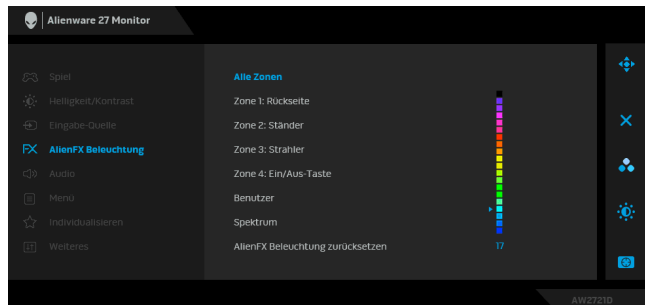 Alienware 27 Monitor
Spiel
Helligkeit/Kontrast
Eingabe-Quelle
AlienFX Beleuchtung
Audio
Menü
Individualisieren
Weiteres
Alle Zonen
Zone 1: Rückseite
Zone 2: Ständer
Zone 3: Strahler
Zone 4: Ein/Aus-Taste
Benutzer
Spektrum
AlienFX Beleuchtung zurücksetzen
17
AW2721D